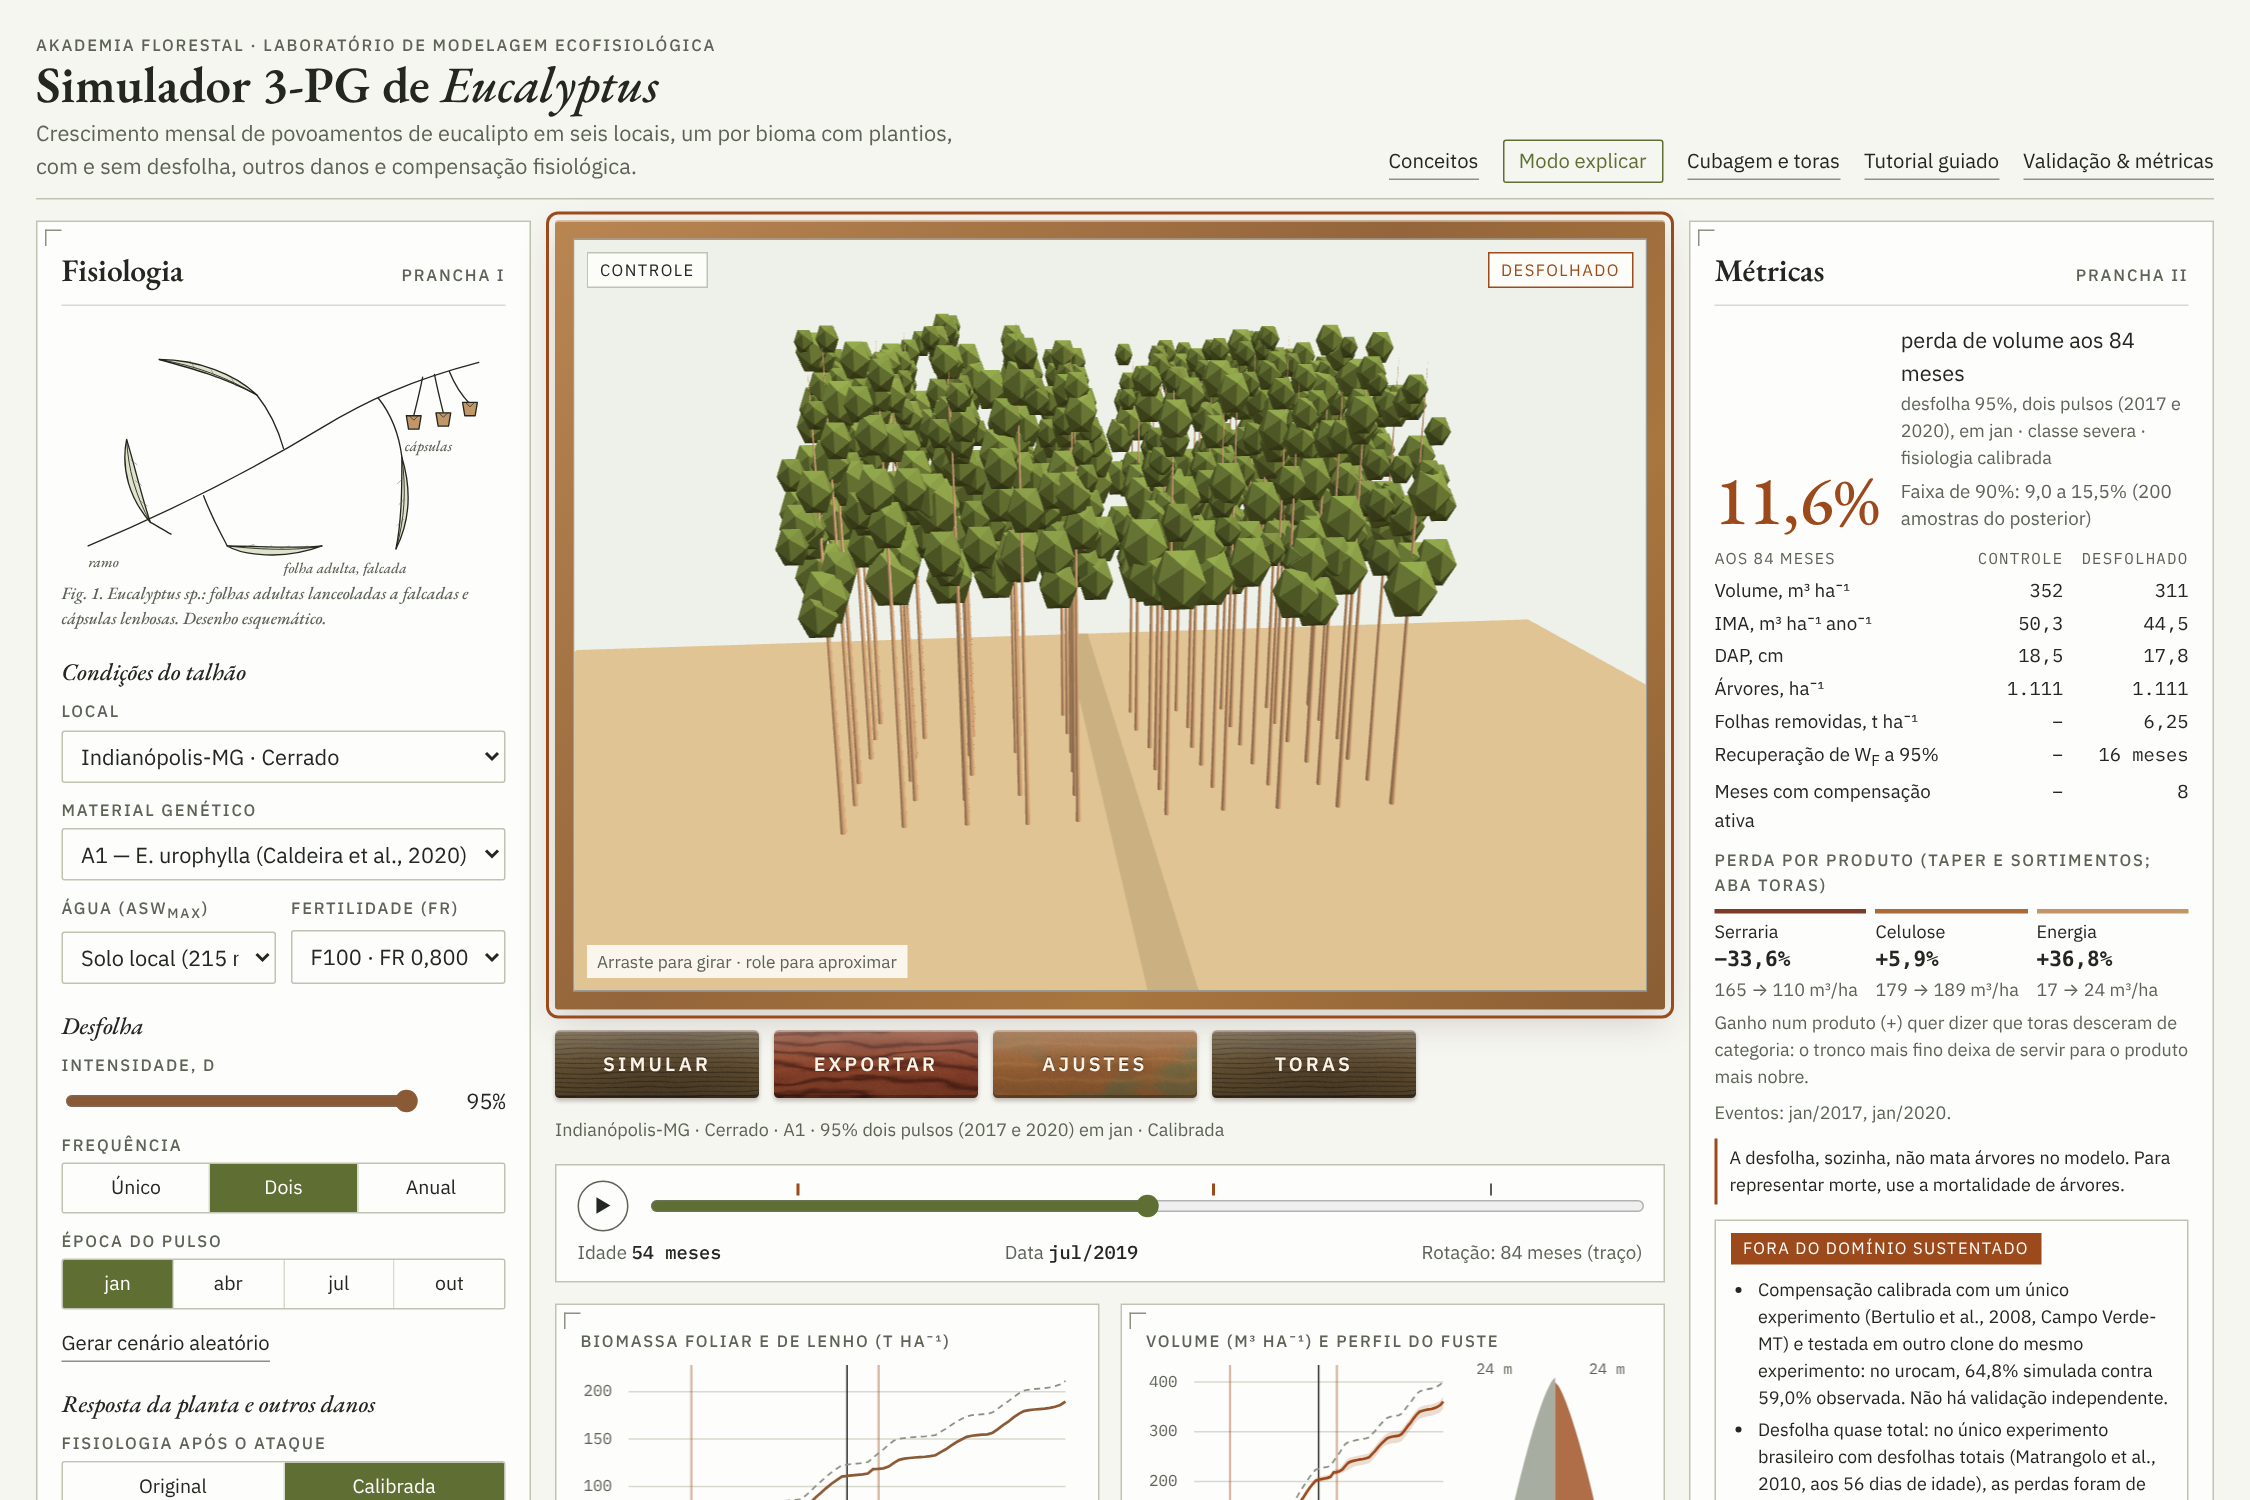 AKADEMIA FLORESTAL · LABORATÓRIO DE MODELAGEM ECOFISIOLÓGICA
Simulador 3-PG de Eucalyptus
Crescimento mensal de povoamentos de eucalipto em seis locais, um por bioma com plantios,
com e sem desfolha, outros danos e compensação fisiológica.
Conceitos
Modo explicar
Cubagem e toras
Tutorial guiado
Validação & métricas
Fisiologia
PRANCHA I
cápsulas
ramo
folha adulta, falcada
Fig. 1. Eucalyptus sp.: folhas adultas lanceoladas a falcadas e
cápsulas lenhosas. Desenho esquemático.
Condições do talhão
LOCAL
Indianópolis-MG · Cerrado
MATERIAL GENÉTICO
A1 — E. urophylla (Caldeira et al., 2020)
ÁGUA (ASWMAX)
FERTILIDADE (FR)
Solo local (215 r
F100 · FR 0,800
Desfolha
INTENSIDADE, D
95%
FREQUÊNCIA
Único
Dois
Anual
ÉPOCA DO PULSO
jan
abr
jul
out
Gerar cenário aleatório
Resposta da planta e outros danos
FISIOLOGIA APÓS O ATAQUE
Original
Calibrada
CONTROLE
DESFOLHADO
Arraste para girar · role para aproximar
SIMULAR
EXPORTAR
AJUSTES
TORAS
Indianópolis-MG · Cerrado · A1 · 95% dois pulsos (2017 e 2020) em jan · Calibrada
Idade 54 meses
Data jul/2019
Rotação: 84 meses (traço)
BIOMASSA FOLIAR E DE LENHO (T HA⁻¹)
200
150
100
VOLUME (M³ HA⁻¹) E PERFIL DO FUSTE
24 m
24 m
400
300
200
Métricas
PRANCHA II
11,6%
perda de volume aos 84
meses
desfolha 95%, dois pulsos (2017 e
2020), em jan · classe severa ·
fisiologia calibrada
Faixa de 90%: 9,0 a 15,5% (200
amostras do posterior)
AOS 84 MESES CONTROLE DESFOLHADO
Volume, m³ ha⁻¹ 352 311
IMA, m³ ha⁻¹ ano⁻¹ 50,3 44,5
DAP, cm 18,5 17,8
Árvores, ha⁻¹ 1.111 1.111
Folhas removidas, t ha⁻¹ – 6,25
Recuperação de WF a 95% – 16 meses
Meses com compensação – 8
ativa
PERDA POR PRODUTO (TAPER E SORTIMENTOS;
ABA TORAS)
Serraria
−33,6%
165 → 110 m³/ha
Celulose
+5,9%
179 → 189 m³/ha
Energia
+36,8%
17 → 24 m³/ha
Ganho num produto (+) quer dizer que toras desceram de
categoria: o tronco mais fino deixa de servir para o produto
mais nobre.
Eventos: jan/2017, jan/2020.
A desfolha, sozinha, não mata árvores no modelo. Para
representar morte, use a mortalidade de árvores.
FORA DO DOMÍNIO SUSTENTADO
• Compensação calibrada com um único
experimento (Bertulio et al., 2008, Campo Verde-
MT) e testada em outro clone do mesmo
experimento: no urocam, 64,8% simulada contra
59,0% observada. Não há validação independente.
• Desfolha quase total: no único experimento
brasileiro com desfolhas totais (Matrangolo et al.,
2010, aos 56 dias de idade), as perdas foram de